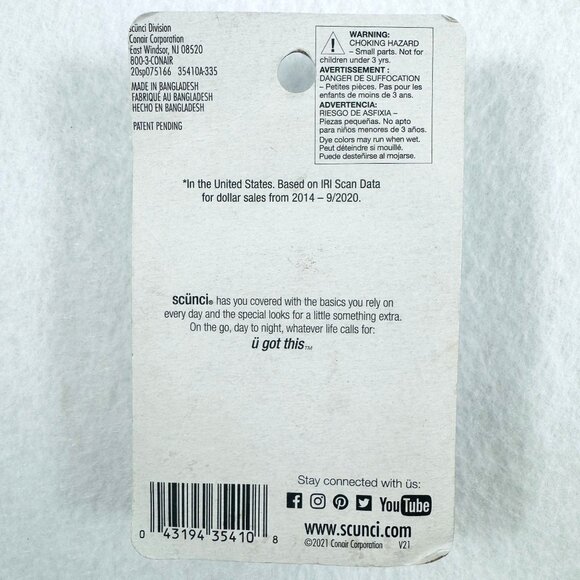 scünci Division
Conair Corporation
East Windsor, NJ 08520
800-3-CONAIR
20sp075166 35410A-335
MADE IN BANGLADESH
FABRIQUÉ AU BANGLADESH
HECHO EN BANGLADESH
PATENT PENDING
WARNING:
CHOKING HAZARD
– Small parts. Not for
children under 3 yrs.
AVERTISSEMENT :
DANGER DE SUFFOCATION
– Petites pièces. Pas pour les
enfants de moins de 3 ans.
ADVERTENCIA:
RIESGO DE ASFIXIA –
Piezas pequeñas. No apto
para niños menores de 3 años.
Dye colors may run when wet.
Peut déteindre si mouillé.
Puede desteñirse al mojarse.
*In the United States. Based on IRI Scan Data
for dollar sales from 2014 – 9/2020.
scünci® has you covered with the basics you rely on
every day and the special looks for a little something extra.
On the go, day to night, whatever life calls for:
ü got this™
Stay connected with üs:
YouTube
www.scunci.com
©2021 Conair Corporation V21
0 43194 35410 8